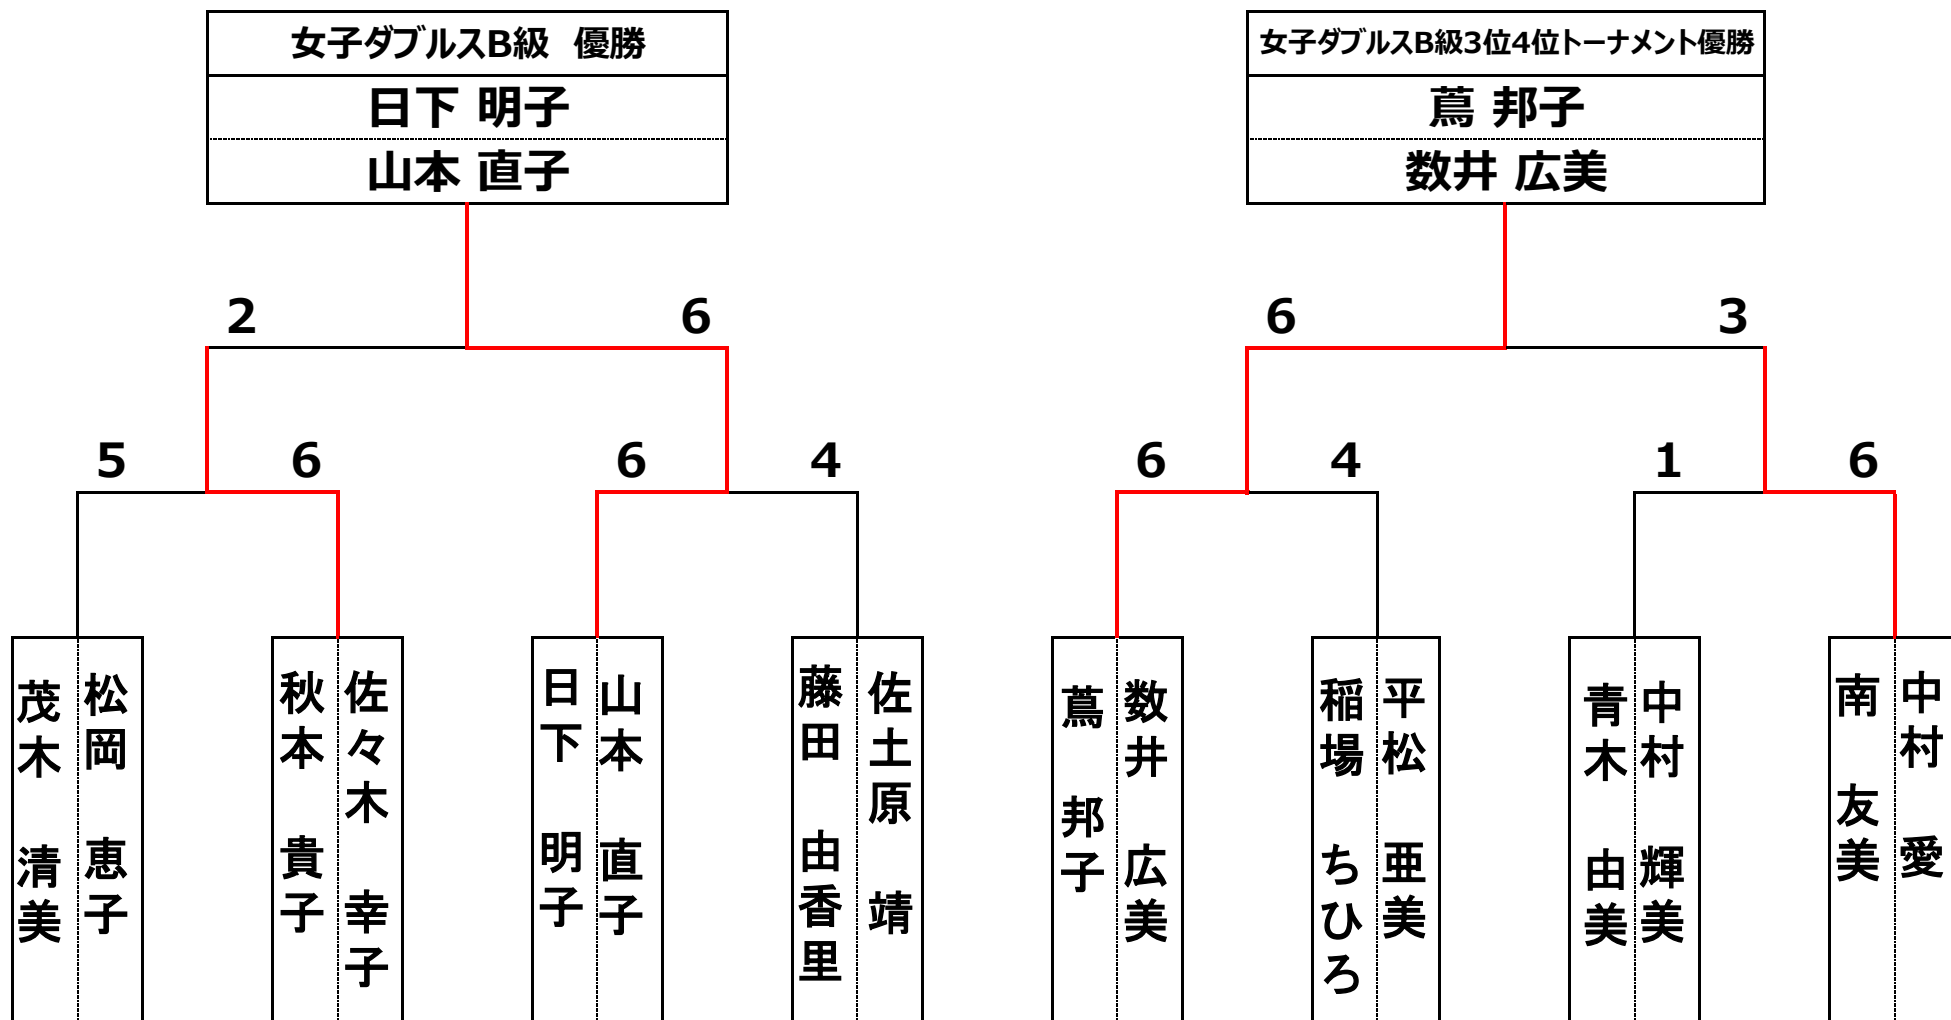 女子ダブルスB級 優勝
日下 明子
山本 直子
女子ダブルスB級3位4位トーナメント優勝
蔦 邦子
数井 広美
2
6
6
3
5
6
6
4
6
4
1
6
茂木 清美
松岡 恵子
秋本 貴子
佐々木 幸子
日下 明子
山本 直子
藤田 由香里
佐土原 靖
蔦 邦子
数井 広美
稲場 ちひろ
平松 亜美
青木 由美
中村 輝美
南 友美
中村 愛